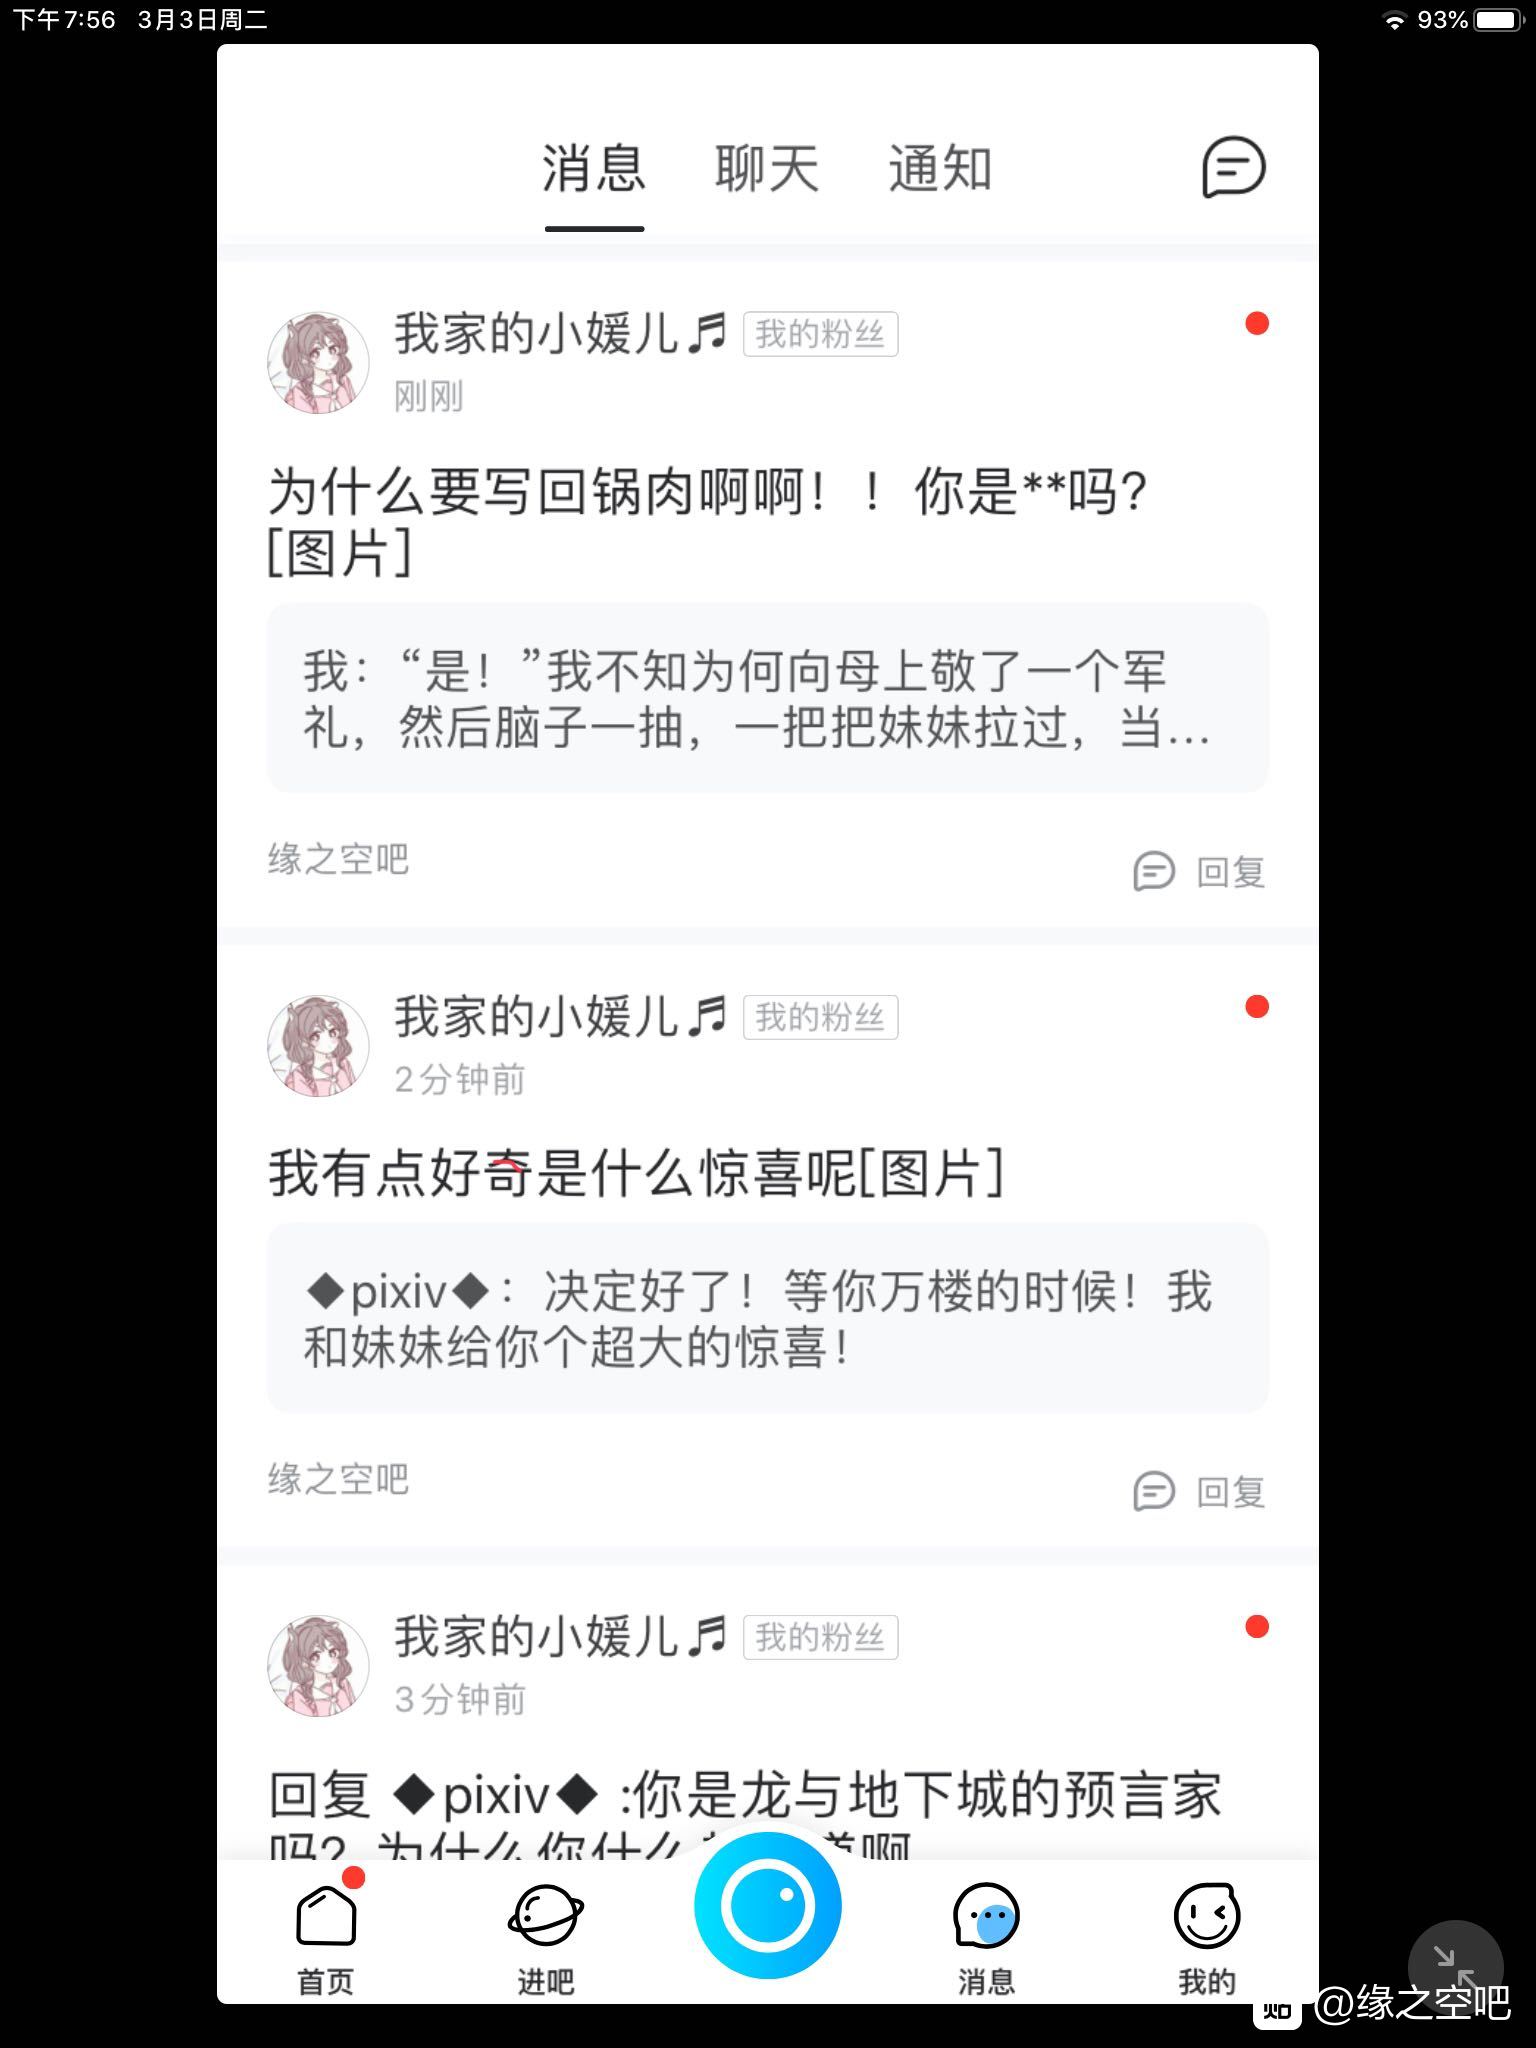 下午7:56 3月3日周二
93%
消息 聊天 通知
我家的小媛儿♬ 我的粉丝
刚刚
为什么要写回锅肉啊啊！！你是**吗?
[图片]
我：“是！”我不知为何向母上敬了一个军
礼，然后脑子一抽，一把把妹妹拉过，当...
缘之空吧
回复
我家的小媛儿♬ 我的粉丝
2分钟前
我有点好奇是什么惊喜呢[图片]
◆pixiv◆：决定好了！等你万楼的时候！我
和妹妹给你个超大的惊喜！
缘之空吧
回复
我家的小媛儿♬ 我的粉丝
3分钟前
回复 ◆pixiv◆ :你是龙与地下城的预言家
吗？为什么你什么
首页 进吧 消息 我的
贴 @缘之空吧